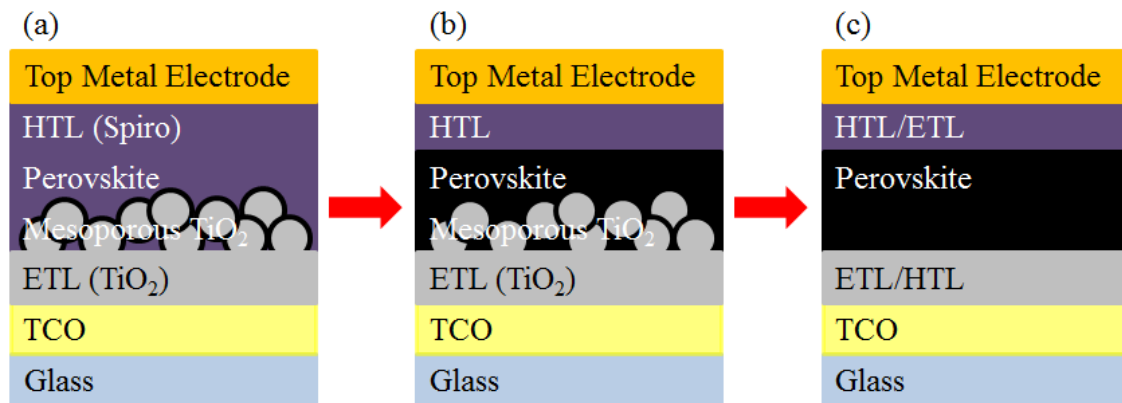 (a)
Top Metal Electrode
HTL (Spiro)
Perovskite
Mesoporous TiO₂
ETL (TiO₂)
TCO
Glass
(b)
Top Metal Electrode
HTL
Perovskite
Mesoporous TiO₂
ETL (TiO₂)
TCO
Glass
(c)
Top Metal Electrode
HTL/ETL
Perovskite
ETL/HTL
TCO
Glass